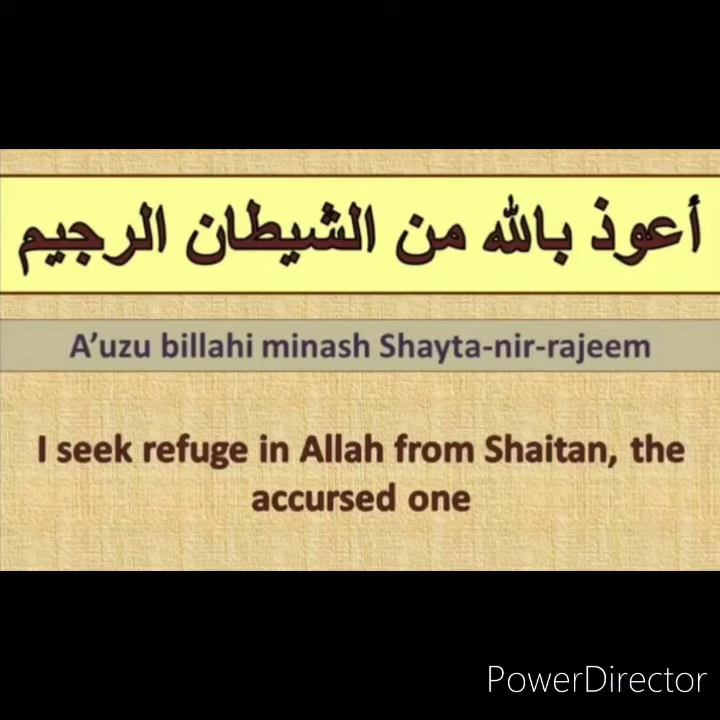 أعوذ بالله من الشيطان الرجيم
A’uzu billahi minash Shayta-nir-rajeem
I seek refuge in Allah from Shaitan, the
accursed one
PowerDirector